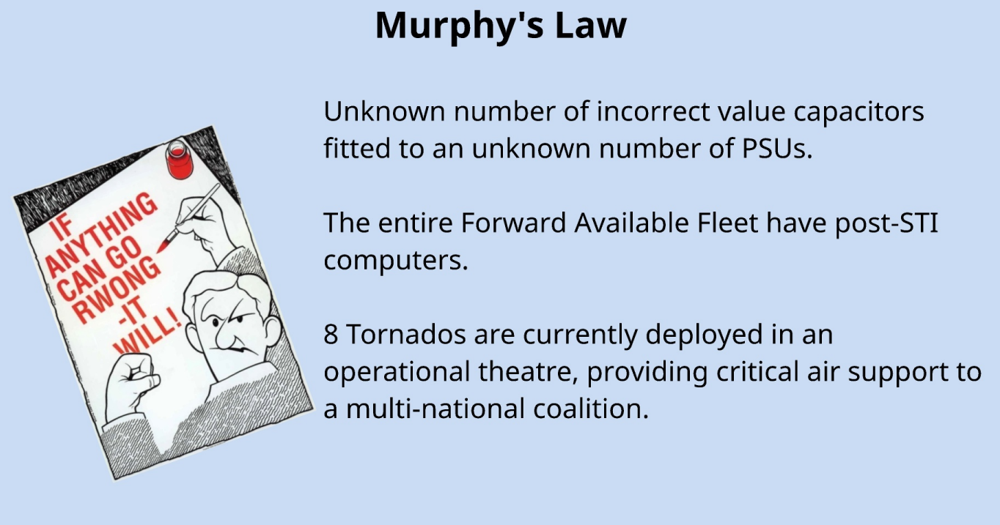 Murphy's Law
Unknown number of incorrect value capacitors
fitted to an unknown number of PSUs.
The entire Forward Available Fleet have post-STI
computers.
8 Tornados are currently deployed in an
operational theatre, providing critical air support to
a multi-national coalition.
IF
ANYTHING
CAN GO
RWONG
-IT
WILL!